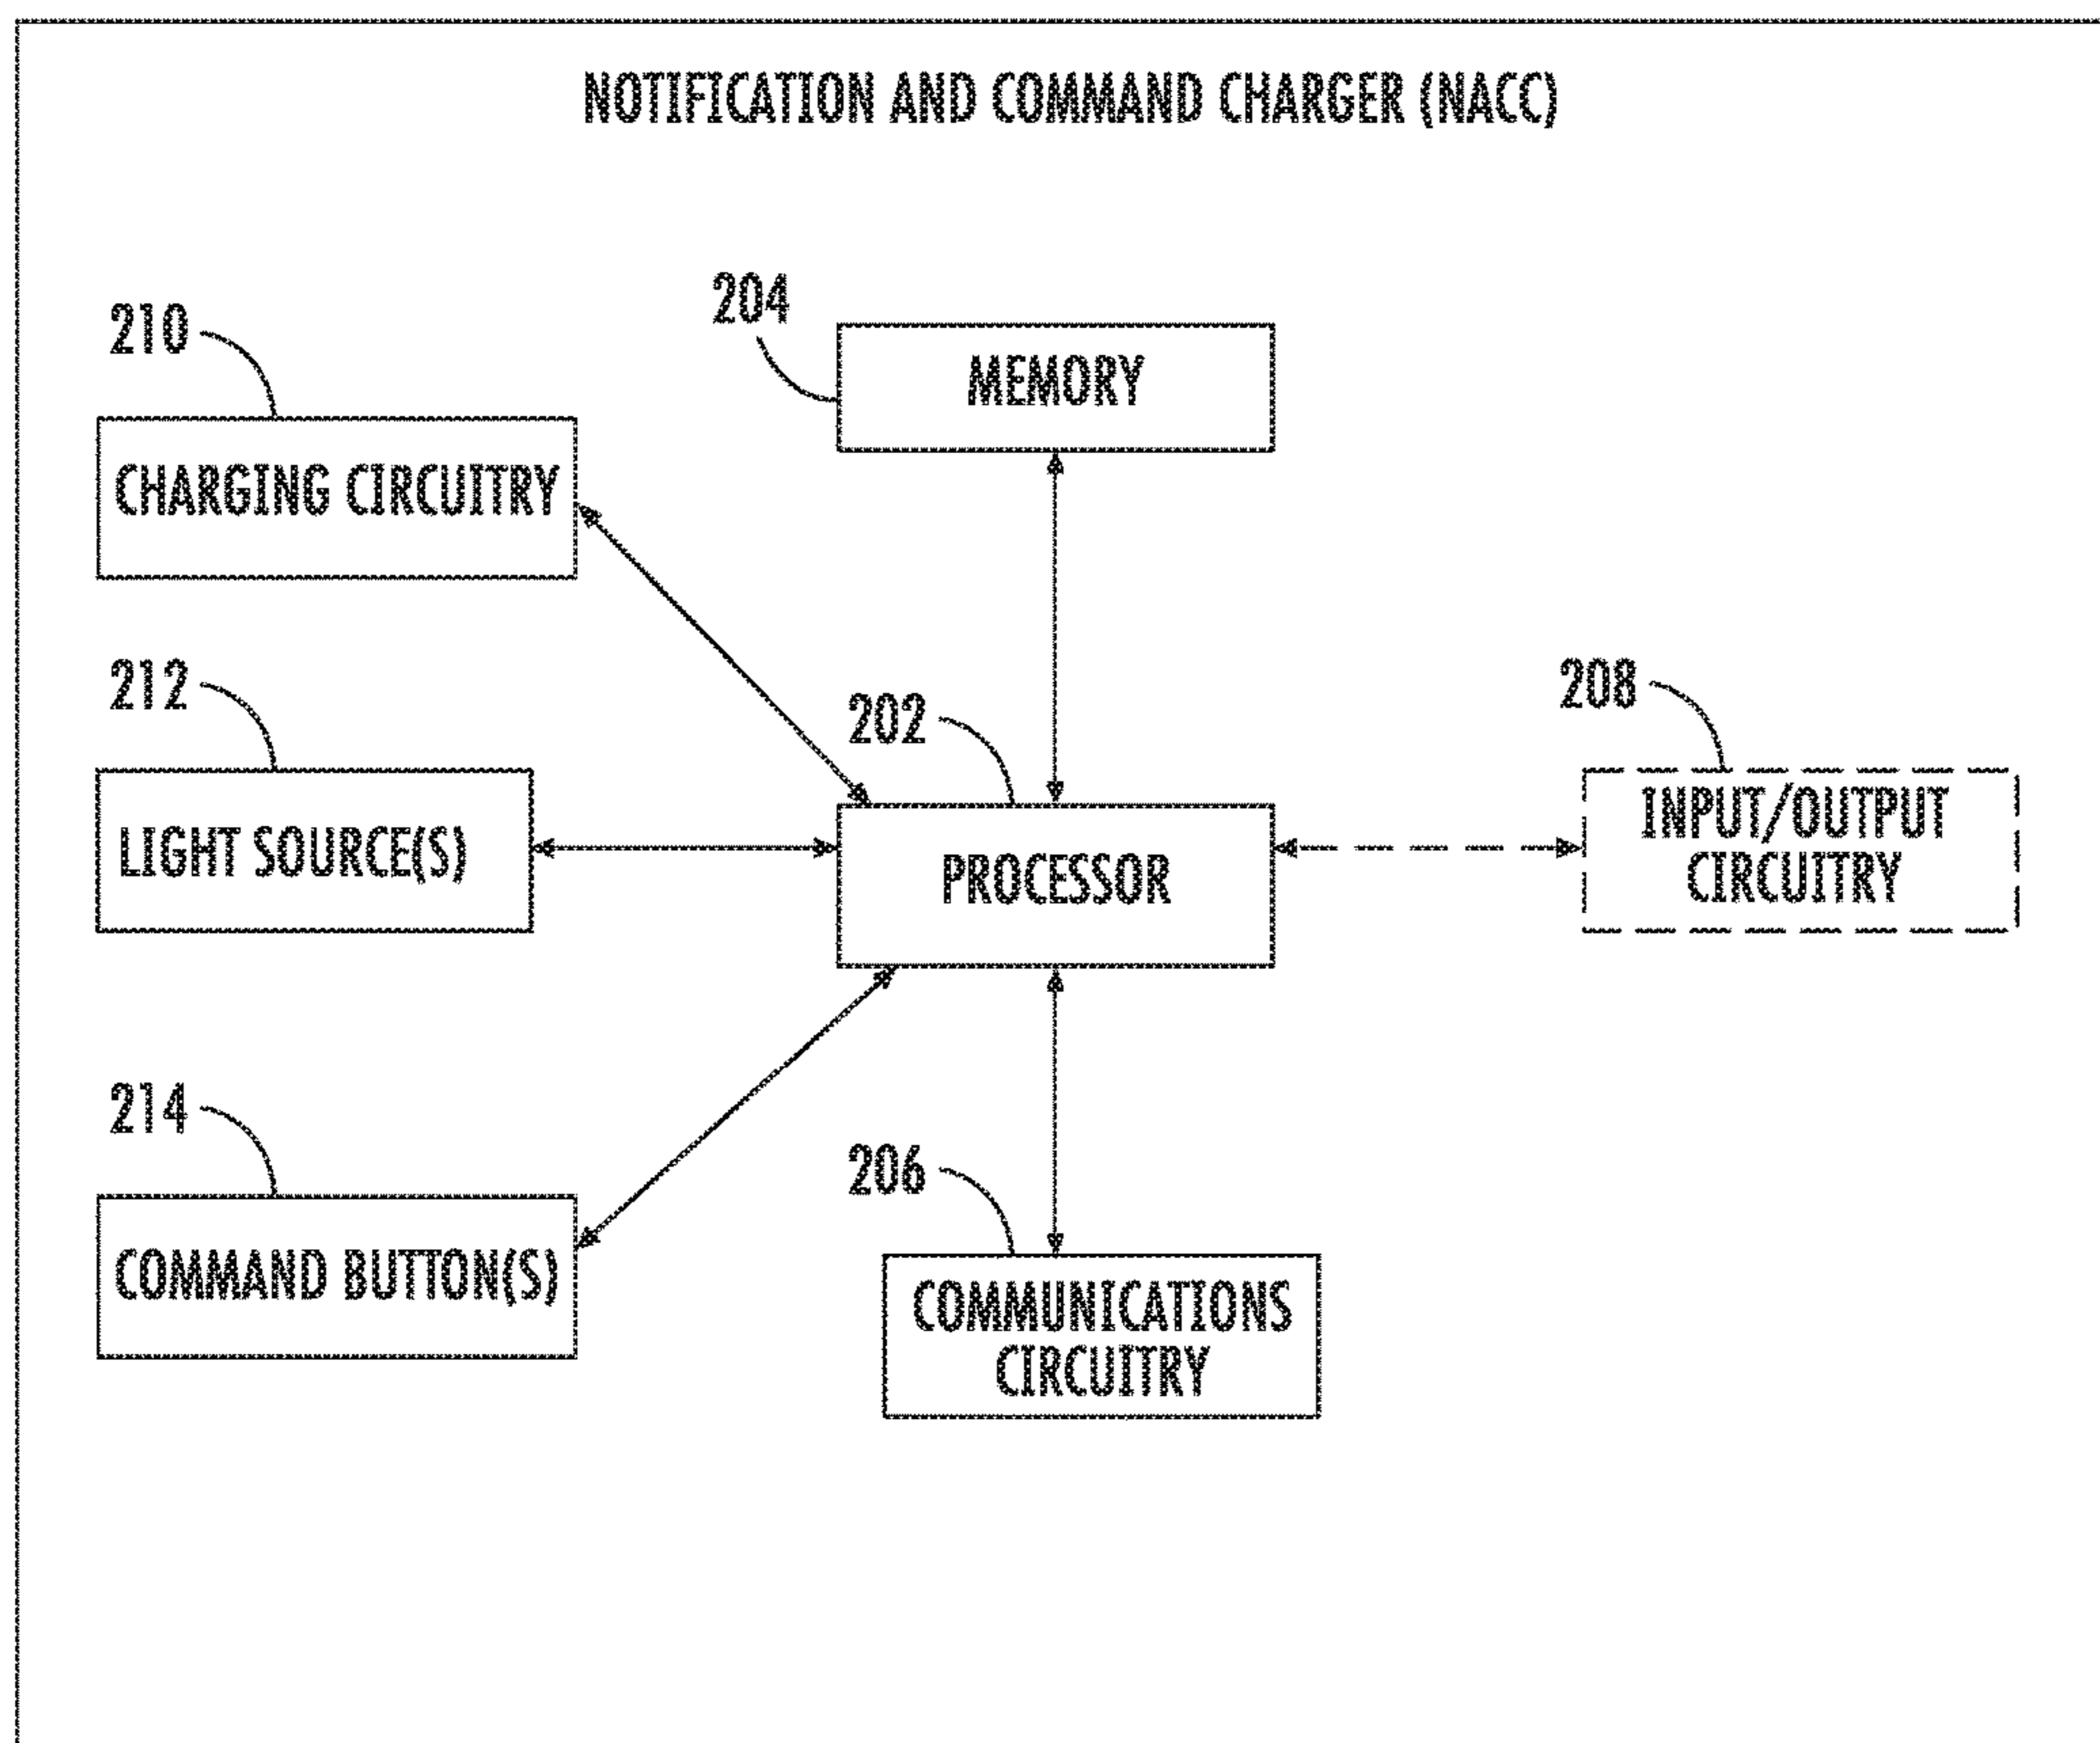 NOTIFICATION AND COMMAND CHARGER (NACC)
204
MEMORY
210
CHARGING CIRCUITRY
212
LIGHT SOURCE(S)
202
PROCESSOR
208
INPUT/OUTPUT
CIRCUITRY
214
COMMAND BUTTON(S)
206
COMMUNICATIONS
CIRCUITRY